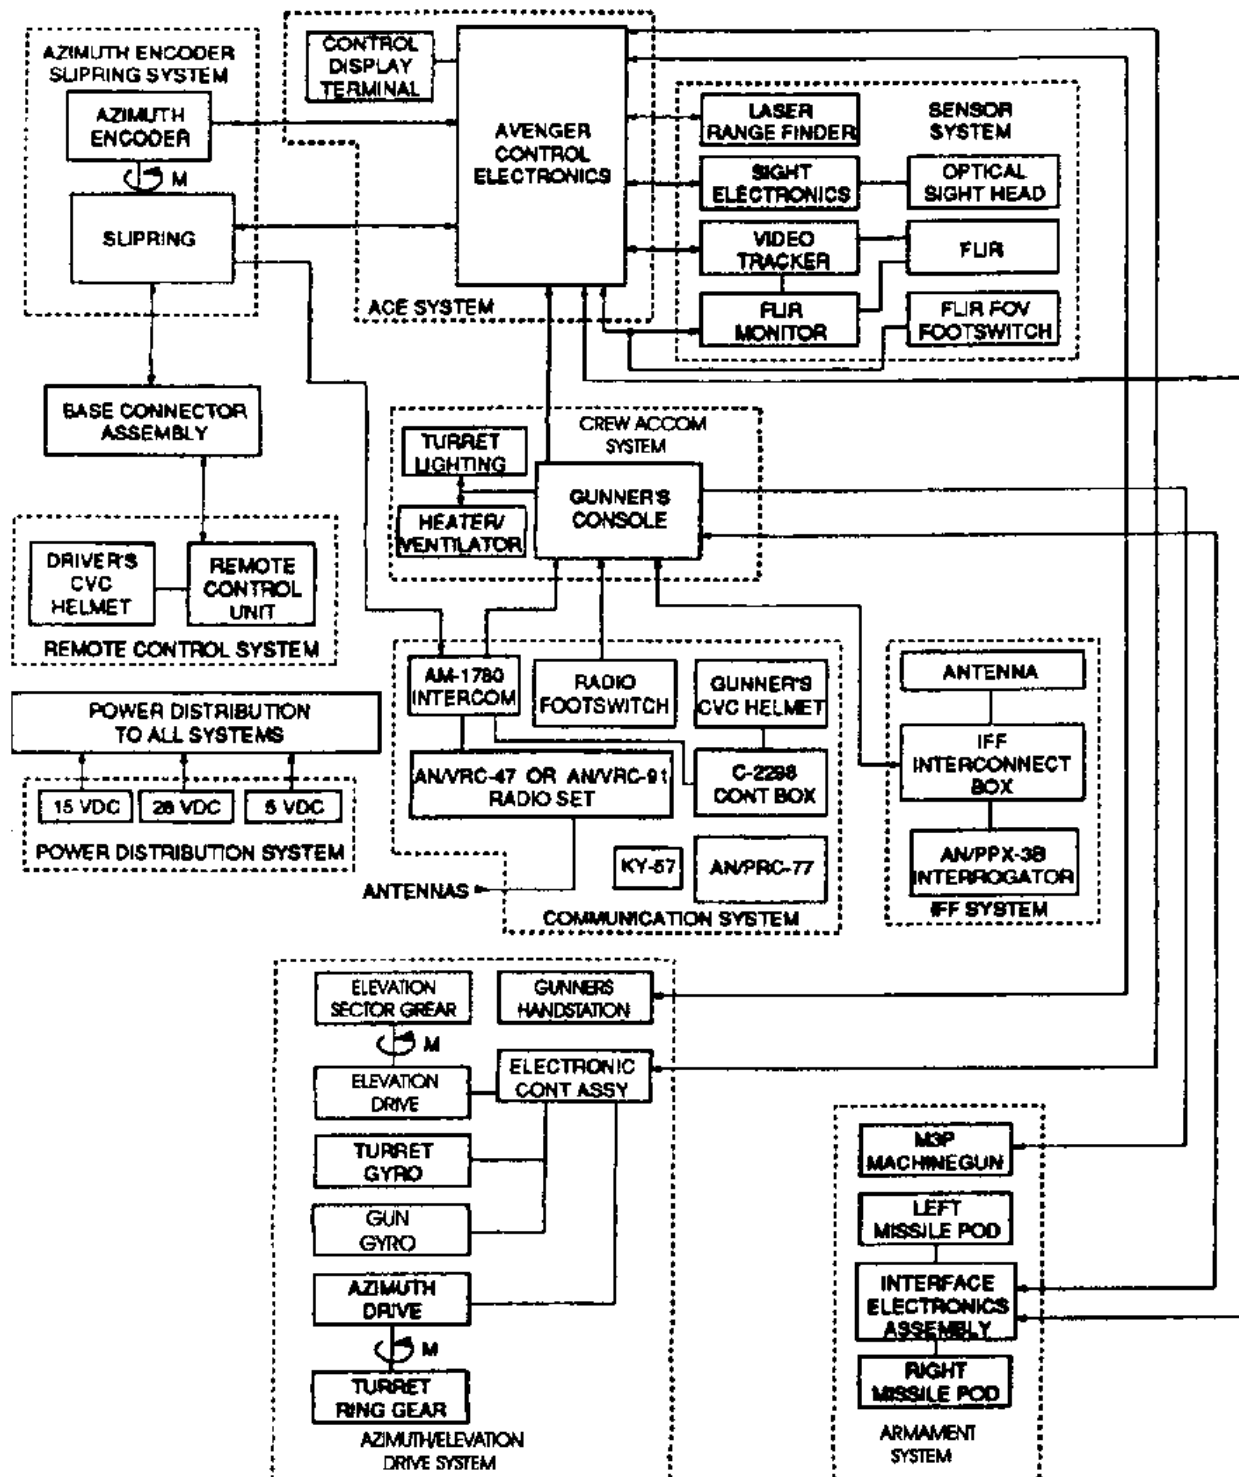 AZIMUTH ENCODER
SLIPRING SYSTEM
AZIMUTH
ENCODER
M
SLIPRING
CONTROL
DISPLAY
TERMINAL
AVENGER
CONTROL
ELECTRONICS
ACE SYSTEM
LASER
RANGE FINDER
SENSOR
SYSTEM
SIGHT
ELECTRONICS
OPTICAL
SIGHT HEAD
VIDEO
TRACKER
FLIR
FLIR
MONITOR
FLIR FOV
FOOTSWITCH
BASE CONNECTOR
ASSEMBLY
CREW ACCOM
SYSTEM
TURRET
LIGHTING
GUNNER'S
CONSOLE
HEATER/
VENTILATOR
DRIVER'S
CVC
HELMET
REMOTE
CONTROL
UNIT
REMOTE CONTROL SYSTEM
POWER DISTRIBUTION
TO ALL SYSTEMS
15 VDC
28 VDC
5 VDC
POWER DISTRIBUTION SYSTEM
AM-1780
INTERCOM
RADIO
FOOTSWITCH
GUNNER'S
CVC HELMET
AN/VRC-47 OR AN/VRC-91
RADIO SET
C-2298
CONT BOX
KY-57
AN/PRC-77
ANTENNAS
COMMUNICATION SYSTEM
ANTENNA
IFF
INTERCONNECT
BOX
AN/PPX-3B
INTERROGATOR
IFF SYSTEM
ELEVATION
SECTOR GREAR
M
ELEVATION
DRIVE
GUNNERS
HANDSTATION
ELECTRONIC
CONT ASSY
TURRET
GYRO
GUN
GYRO
AZIMUTH
DRIVE
M
TURRET
RING GEAR
AZIMUTH/ELEVATION
DRIVE SYSTEM
M3P
MACHINEGUN
LEFT
MISSILE POD
INTERFACE
ELECTRONICS
ASSEMBLY
RIGHT
MISSILE POD
ARMAMENT
SYSTEM